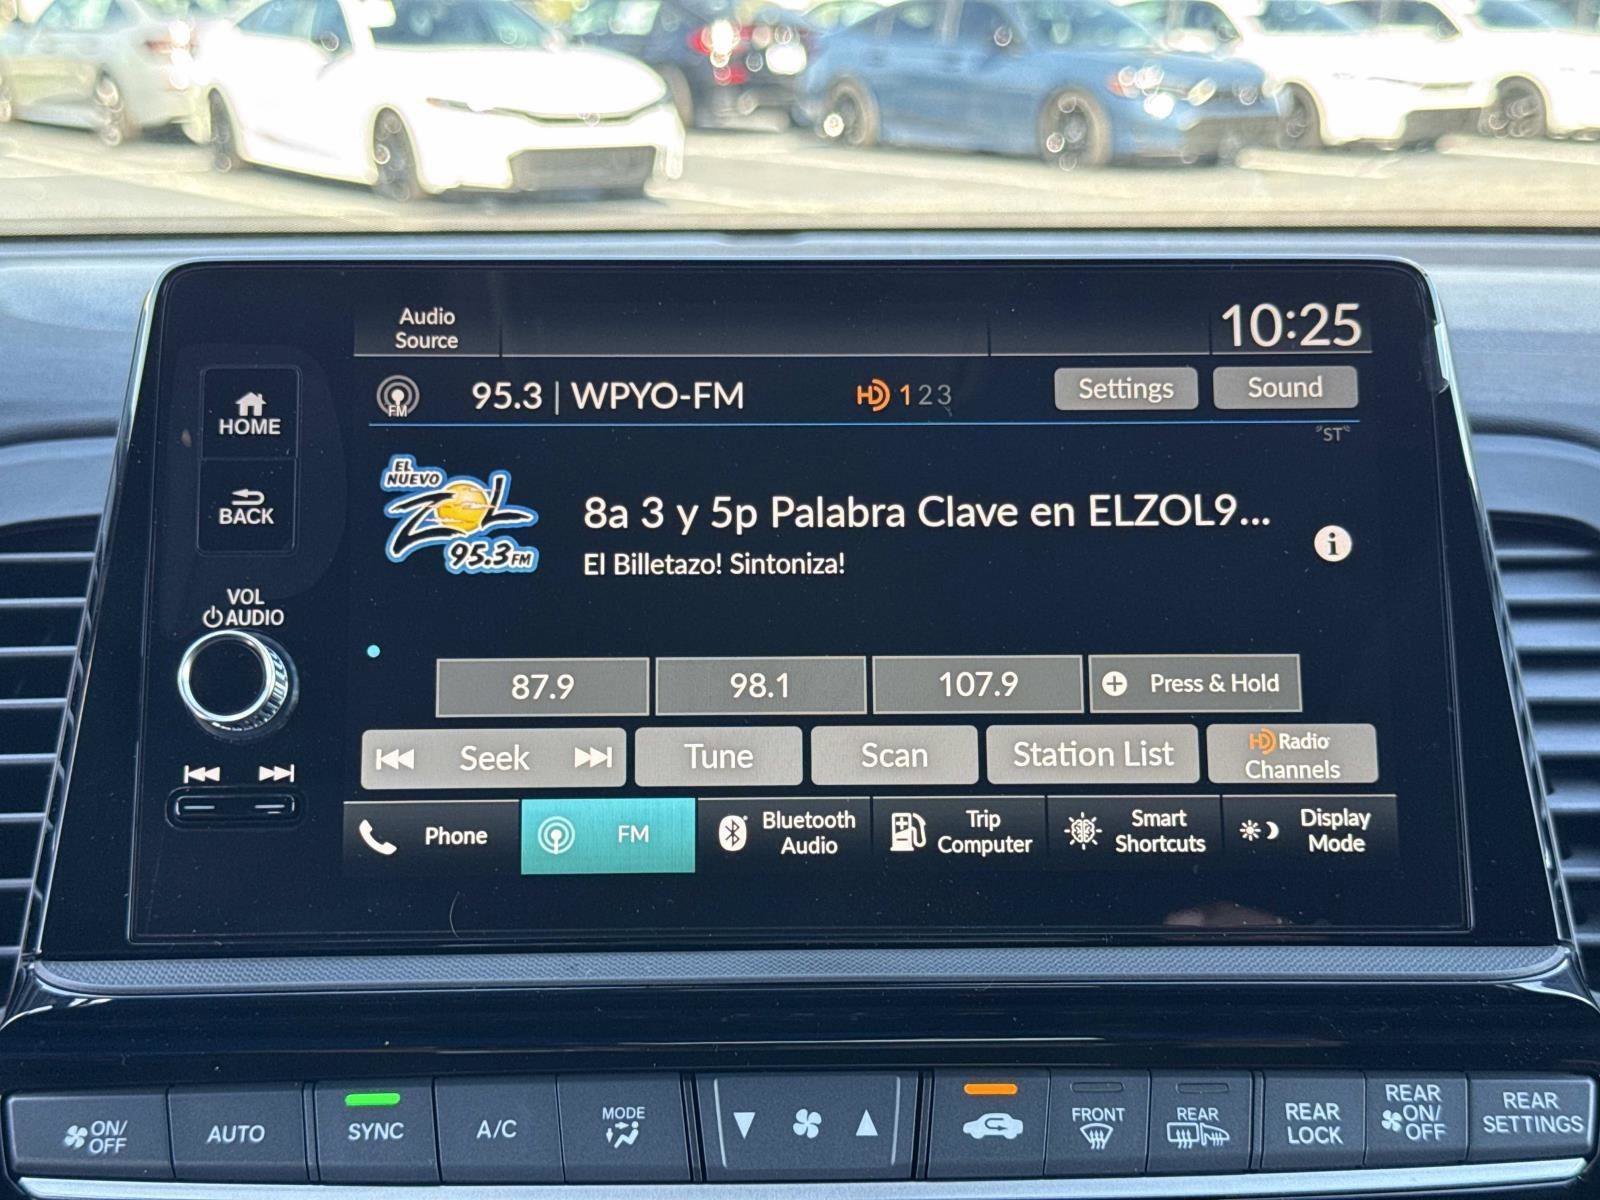 Audio
Source
10:25
FM
95.3 | WPYO-FM
HD 1 2 3
Settings
Sound
"ST"
HOME
BACK
EL
NUEVO
ZOL
95.3 FM
8a 3 y 5p Palabra Clave en ELZOL9...
El Billetazo! Sintoniza!
i
VOL
AUDIO
87.9
98.1
107.9
Press & Hold
Seek
Tune
Scan
Station List
HD Radio
Channels
Phone
FM
Bluetooth
Audio
Trip
Computer
Smart
Shortcuts
Display
Mode
ON/
OFF
AUTO
SYNC
A/C
MODE
FRONT
REAR
REAR
LOCK
REAR
ON/
OFF
REAR
SETTINGS